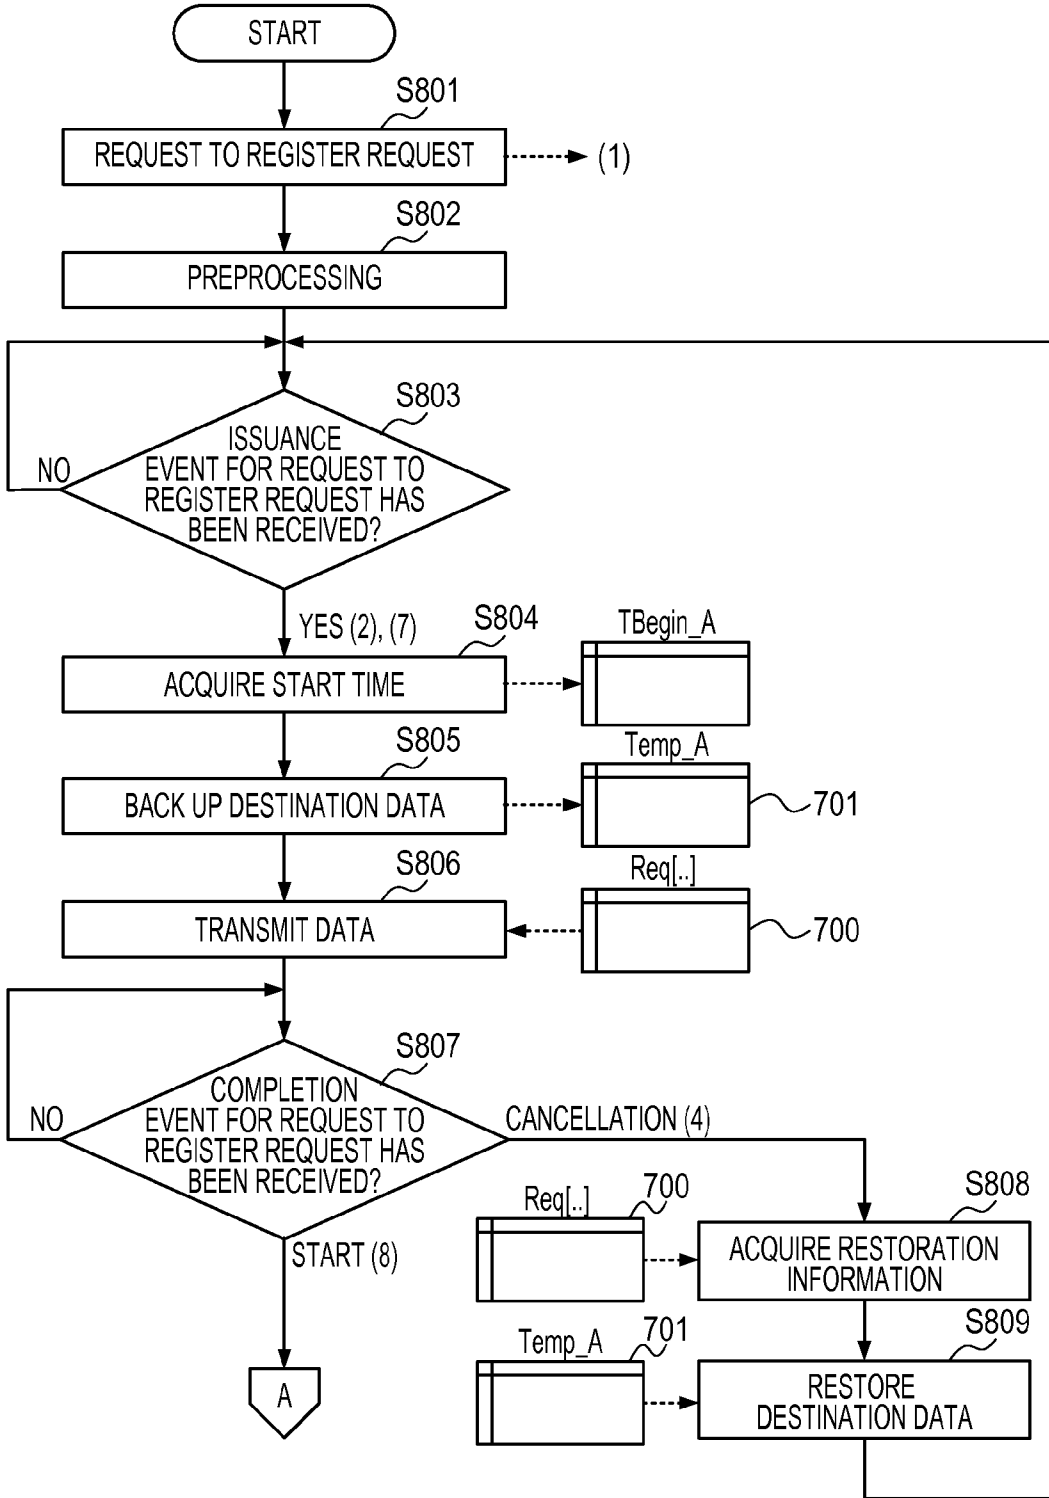 START
S801
REQUEST TO REGISTER REQUEST
(1)
S802
PREPROCESSING
S803
ISSUANCE
EVENT FOR REQUEST TO
REGISTER REQUEST HAS
BEEN RECEIVED?
NO
YES (2), (7)
S804
ACQUIRE START TIME
TBegin_A
S805
BACK UP DESTINATION DATA
Temp_A
701
S806
TRANSMIT DATA
Req[..]
700
S807
COMPLETION
EVENT FOR REQUEST TO
REGISTER REQUEST HAS
BEEN RECEIVED?
NO
CANCELLATION (4)
START (8)
Req[..]
700
S808
ACQUIRE RESTORATION
INFORMATION
Temp_A
701
S809
RESTORE
DESTINATION DATA
A